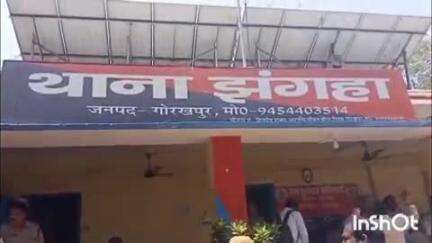 थाना झंगहा
जनपद-गोरखपुर, मो0-9454403514
InShOt